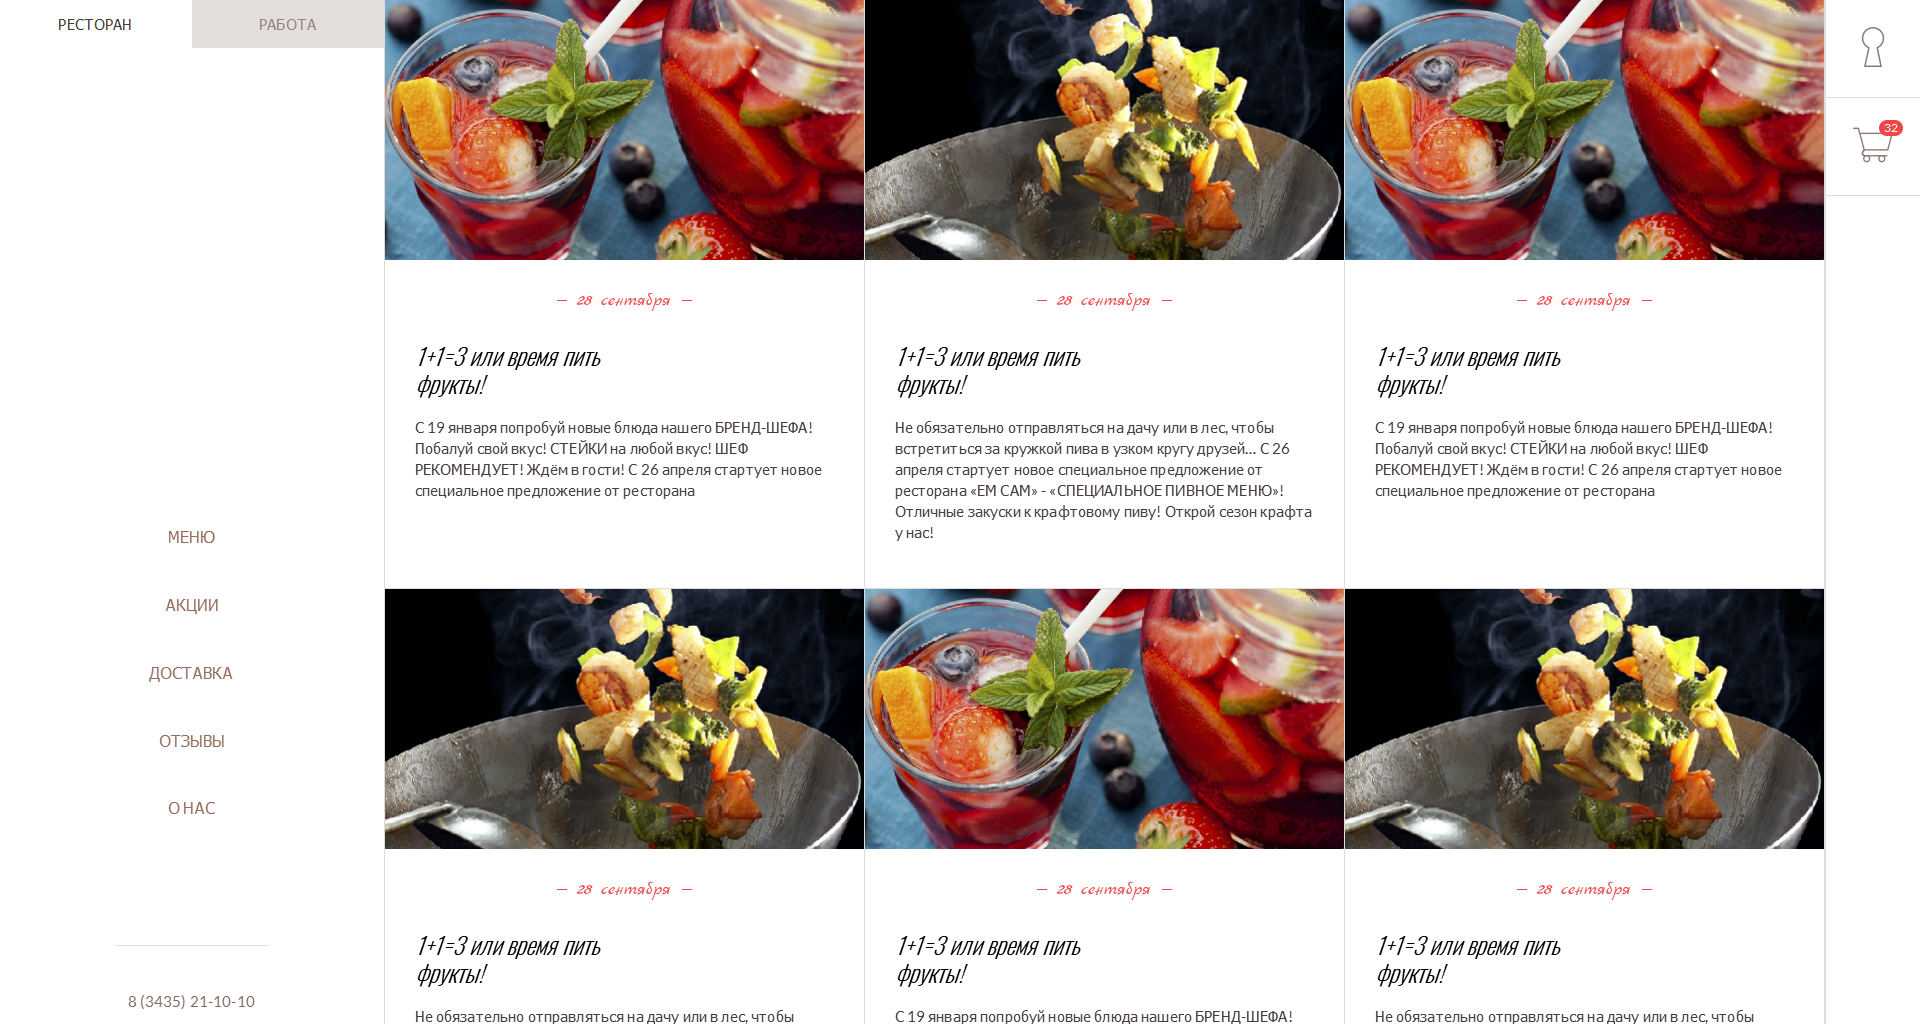 РЕСТОРАН
РАБОТА
МЕНЮ
АКЦИИ
ДОСТАВКА
ОТЗЫВЫ
О НАС
8 (3435) 21-10-10
– 28 сентября –
1+1=3 или время пить
фрукты!
С 19 января попробуй новые блюда нашего БРЕНД-ШЕФА!
Побалуй свой вкус! СТЕЙКИ на любой вкус! ШЕФ
РЕКОМЕНДУЕТ! Ждём в гости! С 26 апреля стартует новое
специальное предложение от ресторана
– 28 сентября –
1+1=3 или время пить
фрукты!
Не обязательно отправляться на дачу или в лес, чтобы
встретиться за кружкой пива в узком кругу друзей... С 26
апреля стартует новое специальное предложение от
ресторана «ЕМ САМ» - «СПЕЦИАЛЬНОЕ ПИВНОЕ МЕНЮ»!
Отличные закуски к крафтовому пиву! Открой сезон крафта
у нас!
– 28 сентября –
1+1=3 или время пить
фрукты!
С 19 января попробуй новые блюда нашего БРЕНД-ШЕФА!
Побалуй свой вкус! СТЕЙКИ на любой вкус! ШЕФ
РЕКОМЕНДУЕТ! Ждём в гости! С 26 апреля стартует новое
специальное предложение от ресторана
– 28 сентября –
1+1=3 или время пить
фрукты!
Не обязательно отправляться на дачу или в лес, чтобы
– 28 сентября –
1+1=3 или время пить
фрукты!
С 19 января попробуй новые блюда нашего БРЕНД-ШЕФА!
– 28 сентября –
1+1=3 или время пить
фрукты!
Не обязательно отправляться на дачу или в лес, чтобы
32